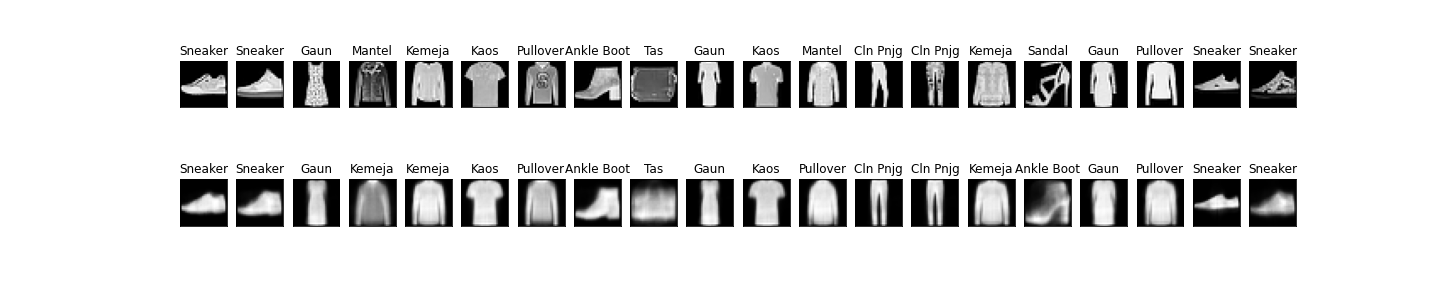 Sneaker Sneaker Gaun Mantel Kemeja Kaos Pullover Ankle Boot Tas Gaun Kaos Mantel Cln Pnjg Cln Pnjg Kemeja Sandal Gaun Pullover Sneaker Sneaker
Sneaker Sneaker Gaun Kemeja Kemeja Kaos Pullover Ankle Boot Tas Gaun Kaos Pullover Cln Pnjg Cln Pnjg Kemeja Ankle Boot Gaun Pullover Sneaker Sneaker